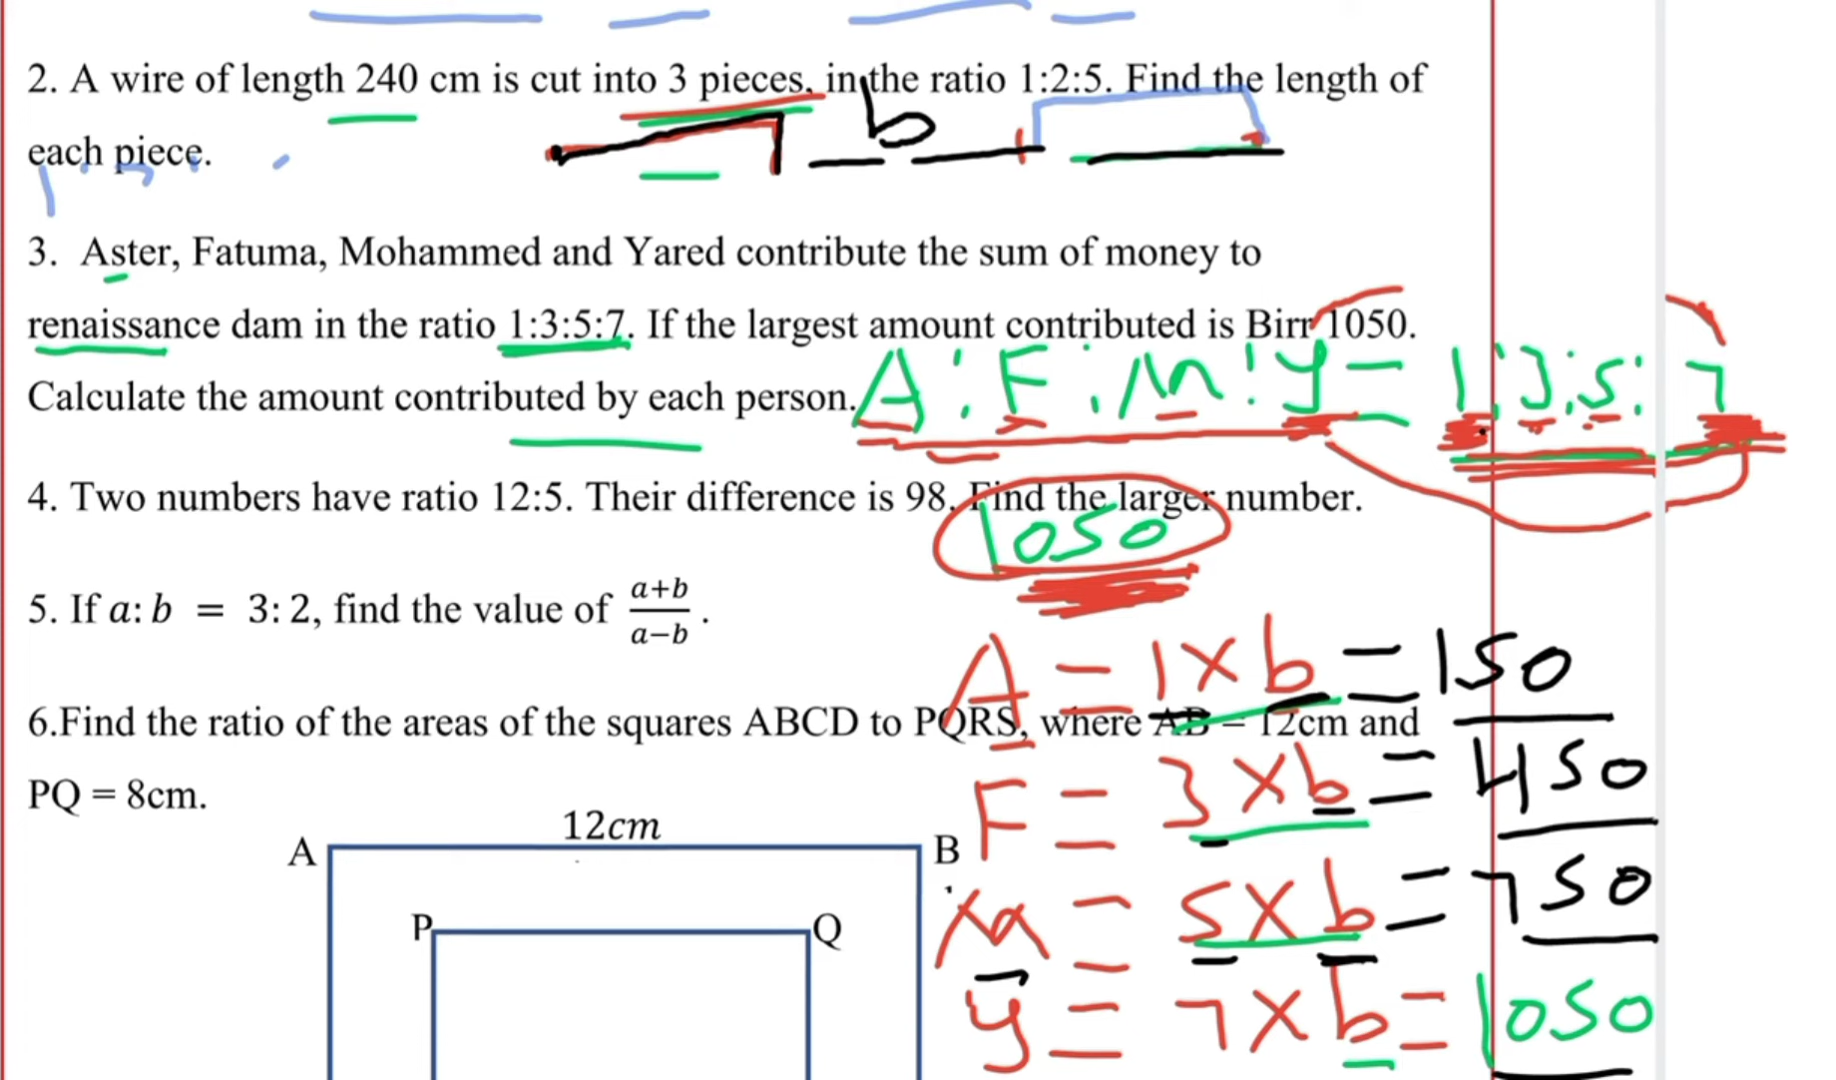 2. A wire of length 240 cm is cut into 3 pieces, in the ratio 1:2:5. Find the length of
b
each piece.
3. Aster, Fatuma, Mohammed and Yared contribute the sum of money to
renaissance dam in the ratio 1:3:5:7. If the largest amount contributed is Birr 1050.
Calculate the amount contributed by each person.
A : F : M : y = 1:3:5:7
4. Two numbers have ratio 12:5. Their difference is 98. Find the larger number.
1050
5. If a: b = 3: 2, find the value of a+b/a−b .
A = 1 x b = 150
6.Find the ratio of the areas of the squares ABCD to PQRS, where AB = 12cm and
F = 3 x b = 450
PQ = 8cm.
12cm
A B
M = 5 x b = 750
P Q
y = 7 x b = 1050